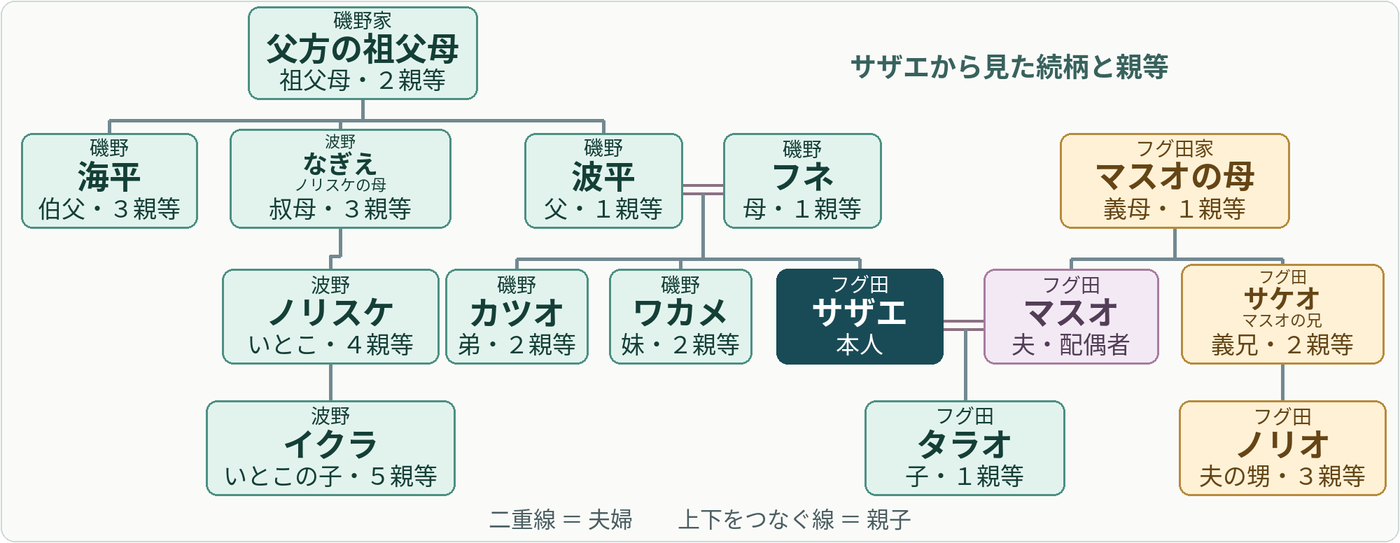 磯野家
父方の祖父母
祖父母・２親等
サザエから見た続柄と親等
磯野
海平
伯父・３親等
波野
なぎえ
ノリスケの母
叔母・３親等
磯野
波平
父・１親等
磯野
フネ
母・１親等
フグ田家
マスオの母
義母・１親等
波野
ノリスケ
いとこ・４親等
磯野
カツオ
弟・２親等
磯野
ワカメ
妹・２親等
フグ田
サザエ
本人
フグ田
マスオ
夫・配偶者
フグ田
サケオ
マスオの兄
義兄・２親等
波野
イクラ
いとこの子・５親等
フグ田
タラオ
子・１親等
フグ田
ノリオ
夫の甥・３親等
二重線 ＝ 夫婦　　上下をつなぐ線 ＝ 親子